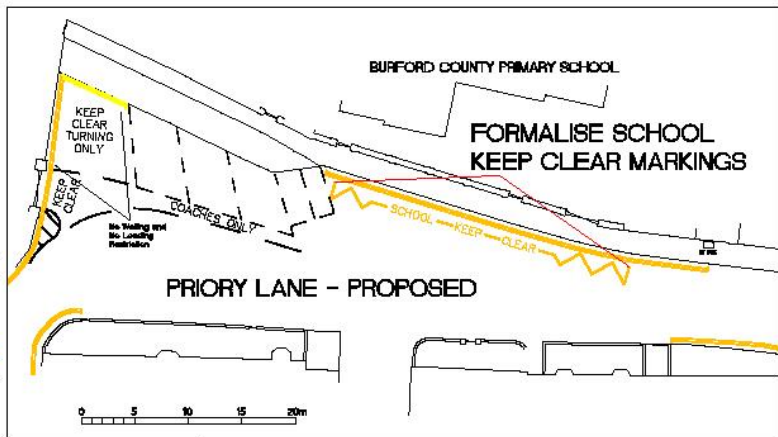 BURFORD COUNTY PRIMARY SCHOOL
FORMALISE SCHOOL
KEEP CLEAR MARKINGS
KEEP
CLEAR
TURNING
ONLY
KEEP CLEAR
COACHES ONLY
No Waiting and
No Loading
Restriction
SCHOOL KEEP CLEAR
PRIORY LANE - PROPOSED
0 5 10 15 20m